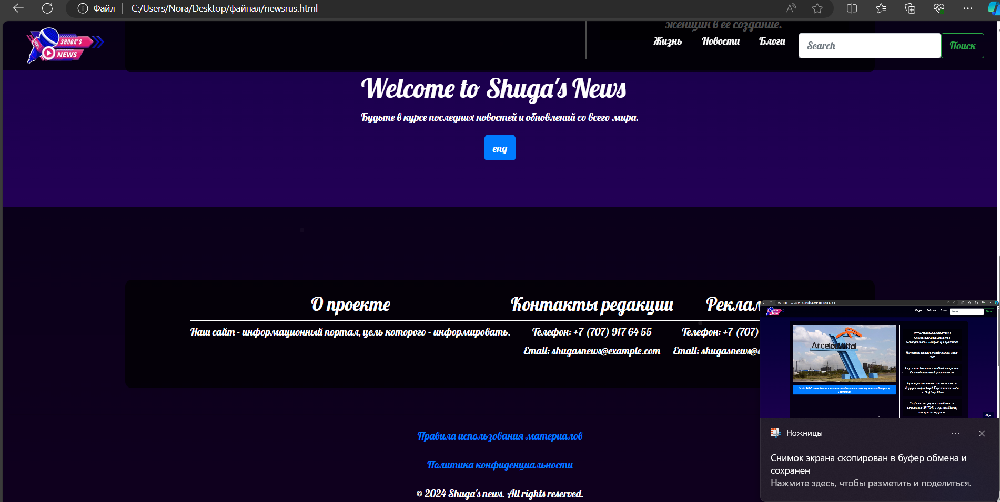 Файл
C:/Users/Nora/Desktop/файнал/newsrus.html
женщин в ее создание.
SHUGA'S
NEWS
NEWS
Жизнь Новости Блоги Search Поиск
Welcome to Shuga's News
Будьте в курсе последних новостей и обновлений со всего мира.
eng
О проекте Контакты редакции Реклам
Наш сайт - информационный портал, цель которого - информировать. Телефон: +7 (707) 917 64 55 Телефон: +7 (707)
Email: shugasnews@example.com Email: shugasnews@e
Правила использования материалов
Политика конфиденциальности
© 2024 Shuga's news. All rights reserved.
ArcelorMittal
Ножницы
Снимок экрана скопирован в буфер обмена и
сохранен
Нажмите здесь, чтобы разметить и поделиться.